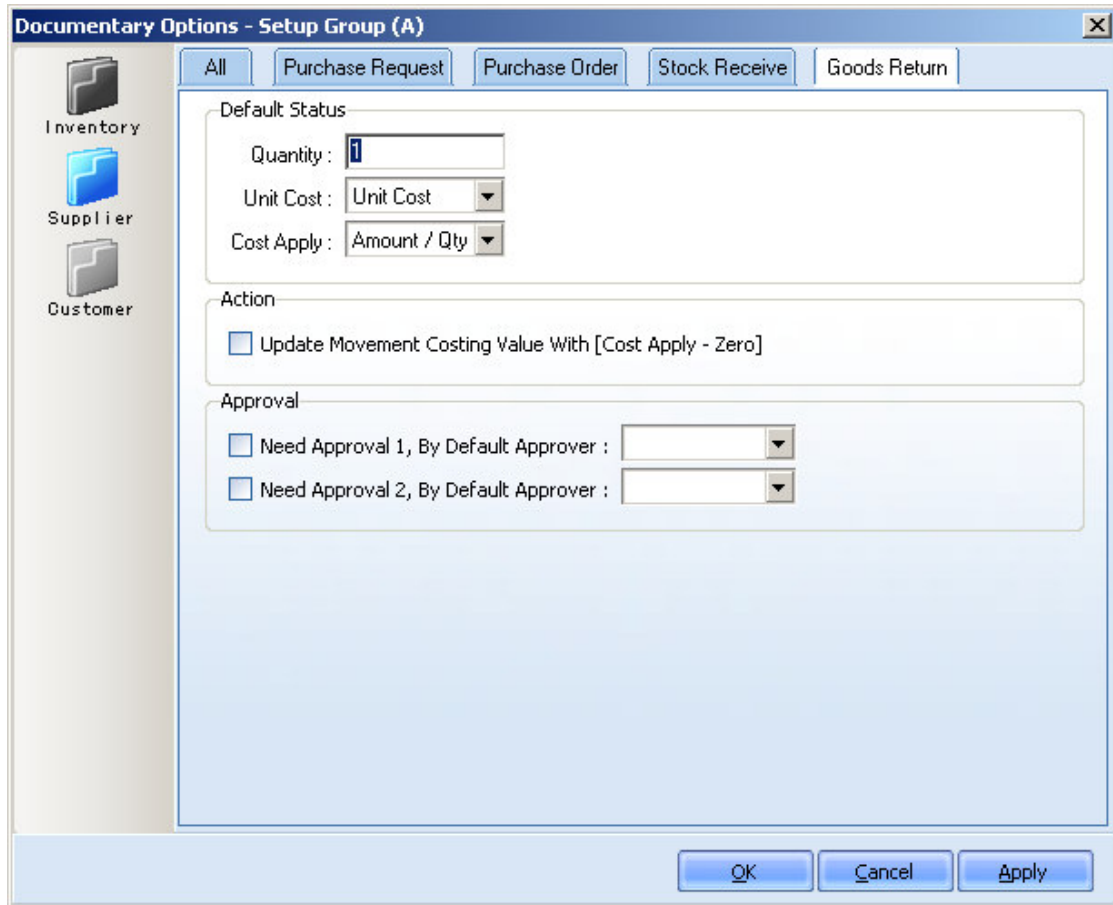 Documentary Options - Setup Group (A)
Inventory
Supplier
Customer
All Purchase Request Purchase Order Stock Receive Goods Return
Default Status
Quantity : 1
Unit Cost : Unit Cost
Cost Apply : Amount / Qty
Action
Update Movement Costing Value With [Cost Apply - Zero]
Approval
Need Approval 1, By Default Approver :
Need Approval 2, By Default Approver :
OK Cancel Apply